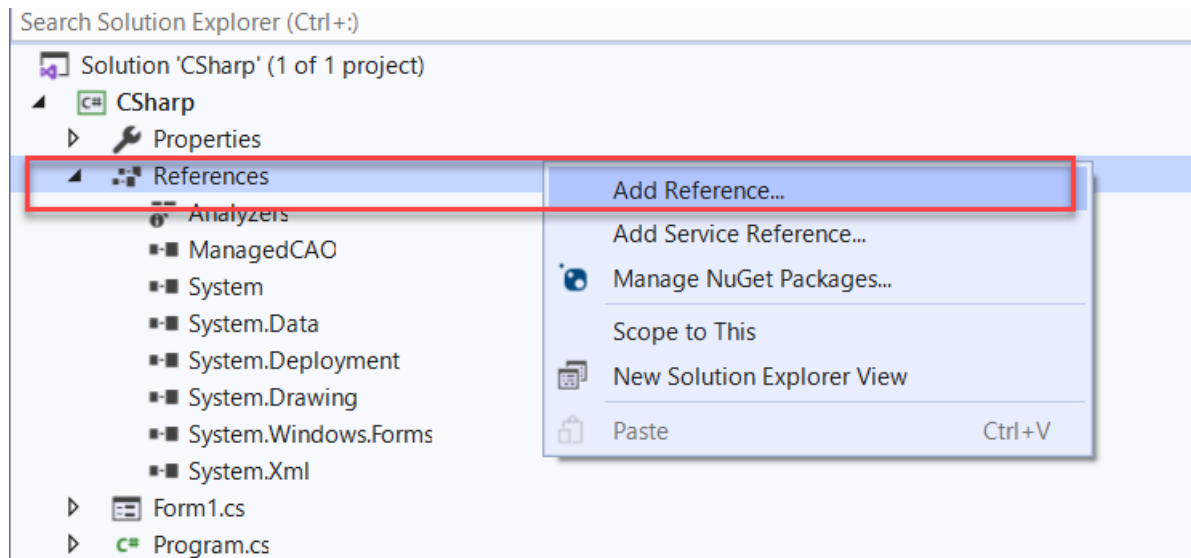 Search Solution Explorer (Ctrl+;)
Solution 'CSharp' (1 of 1 project)
C# CSharp
Properties
References
Analyzers
ManagedCAO
System
System.Data
System.Deployment
System.Drawing
System.Windows.Forms
System.Xml
Form1.cs
C# Program.cs
Add Reference...
Add Service Reference...
Manage NuGet Packages...
Scope to This
New Solution Explorer View
Paste Ctrl+V